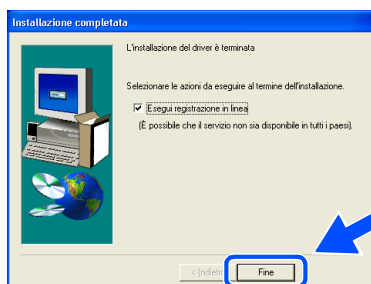 Installazione completata
L'installazione del driver è terminata
Selezionare le azioni da eseguire al termine dell'installazione.
Esegui registrazione in linea
(È possibile che il servizio non sia disponibile in tutti i paesi).
< Indietro
Fine